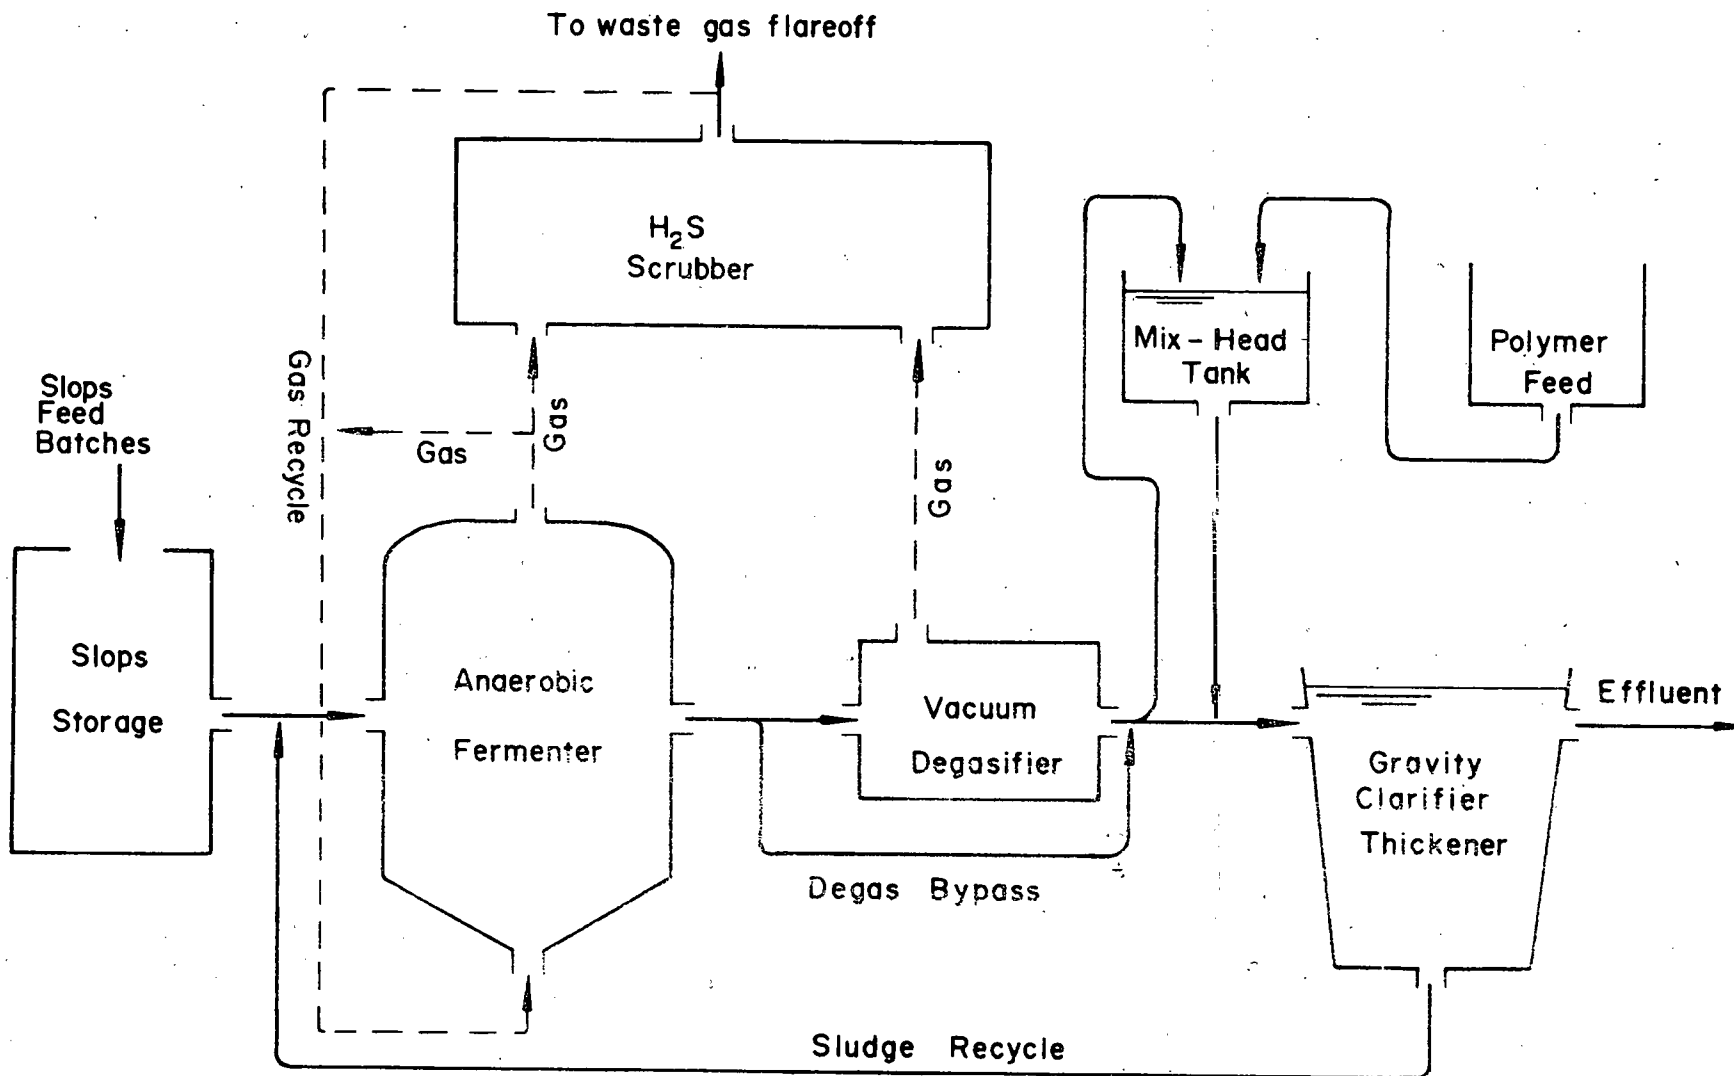 To waste gas flareoff
H₂S
Scrubber
Mix - Head
Tank
Polymer
Feed
Slops
Feed
Batches
Gas Recycle
Gas
Gas
Gas
Slops
Storage
Anaerobic
Fermenter
Vacuum
Degasifier
Effluent
Gravity
Clarifier
Thickener
Degas Bypass
Sludge Recycle